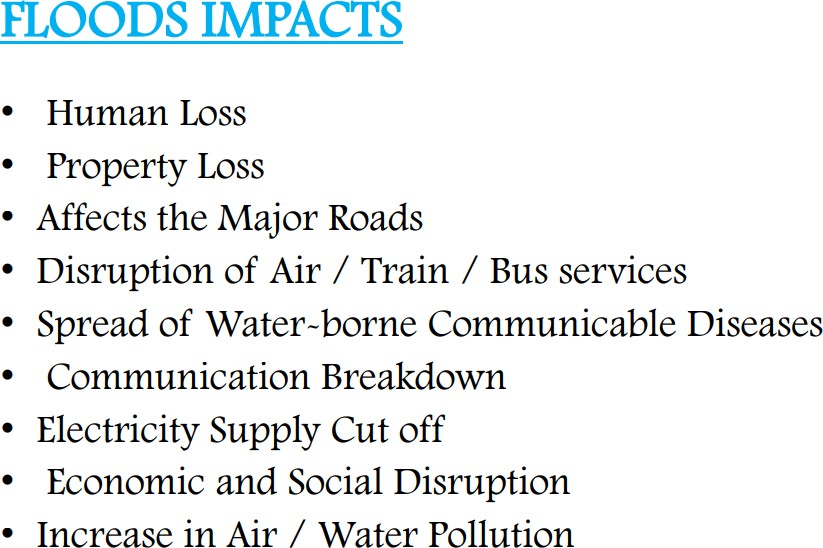 FLOODS IMPACTS
• Human Loss
• Property Loss
• Affects the Major Roads
• Disruption of Air / Train / Bus services
• Spread of Water-borne Communicable Diseases
• Communication Breakdown
• Electricity Supply Cut off
• Economic and Social Disruption
• Increase in Air / Water Pollution